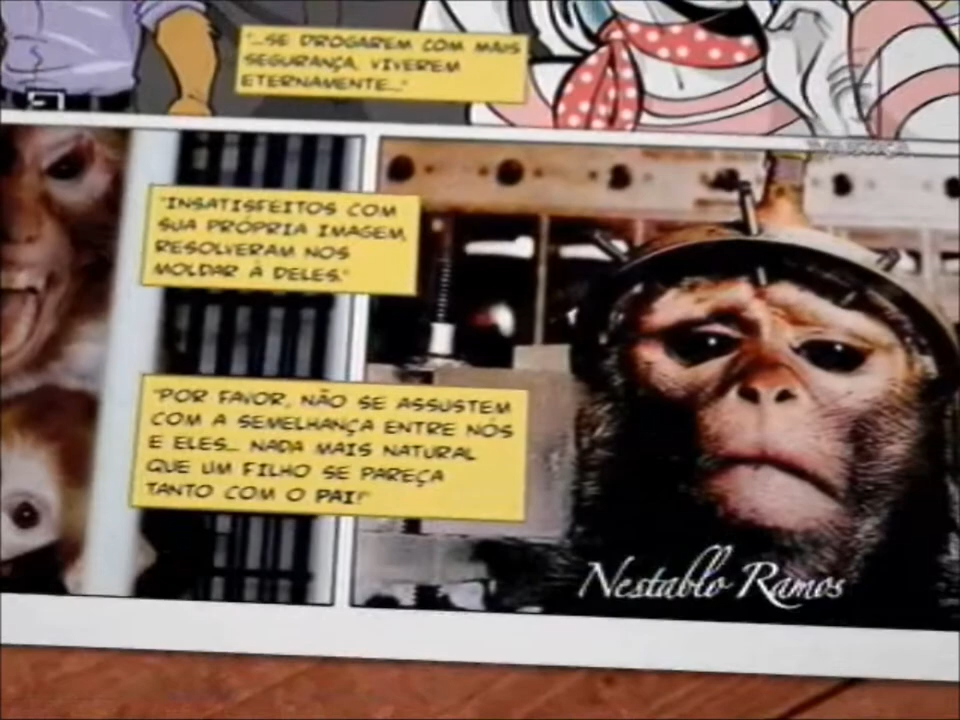 "...SE DROGAREM COM MAIS
SEGURANÇA, VIVEREM
ETERNAMENTE..."
"INSATISFEITOS COM
SUA PRÓPRIA IMAGEM,
RESOLVERAM NOS
MOLDAR À DELES."
"POR FAVOR, NÃO SE ASSUSTEM
COM A SEMELHANÇA ENTRE NÓS
E ELES... NADA MAIS NATURAL
QUE UM FILHO SE PAREÇA
TANTO COM O PAI!"
Nestablo Ramos